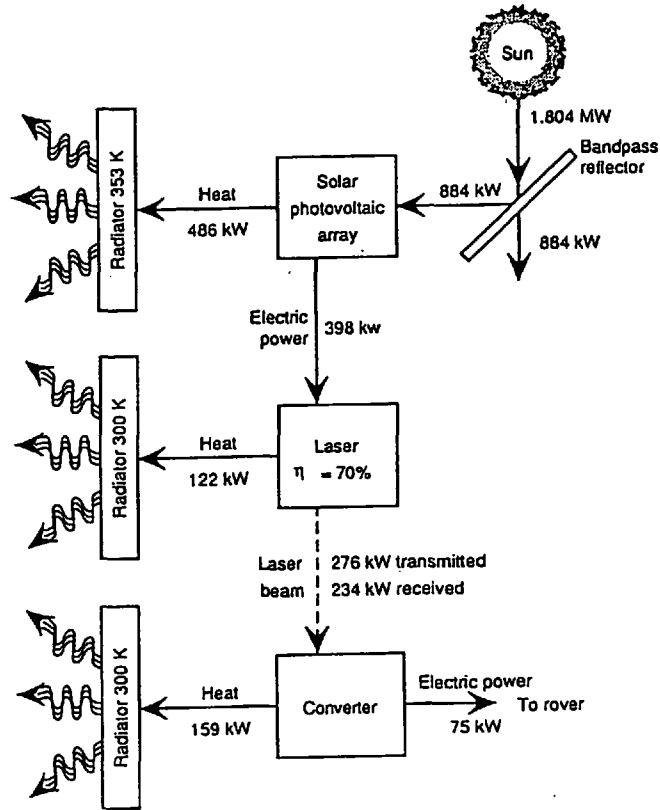 Sun
1.804 MW
Bandpass
reflector
Radiator 353 K
Heat
486 kW
Solar
photovoltaic
array
884 kW
884 kW
Electric
power
398 kw
Radiator 300 K
Heat
122 kW
Laser
η = 70%
Laser
beam
276 kW transmitted
234 kW received
Radiator 300 K
Heat
159 kW
Converter
Electric power
75 kW
To rover